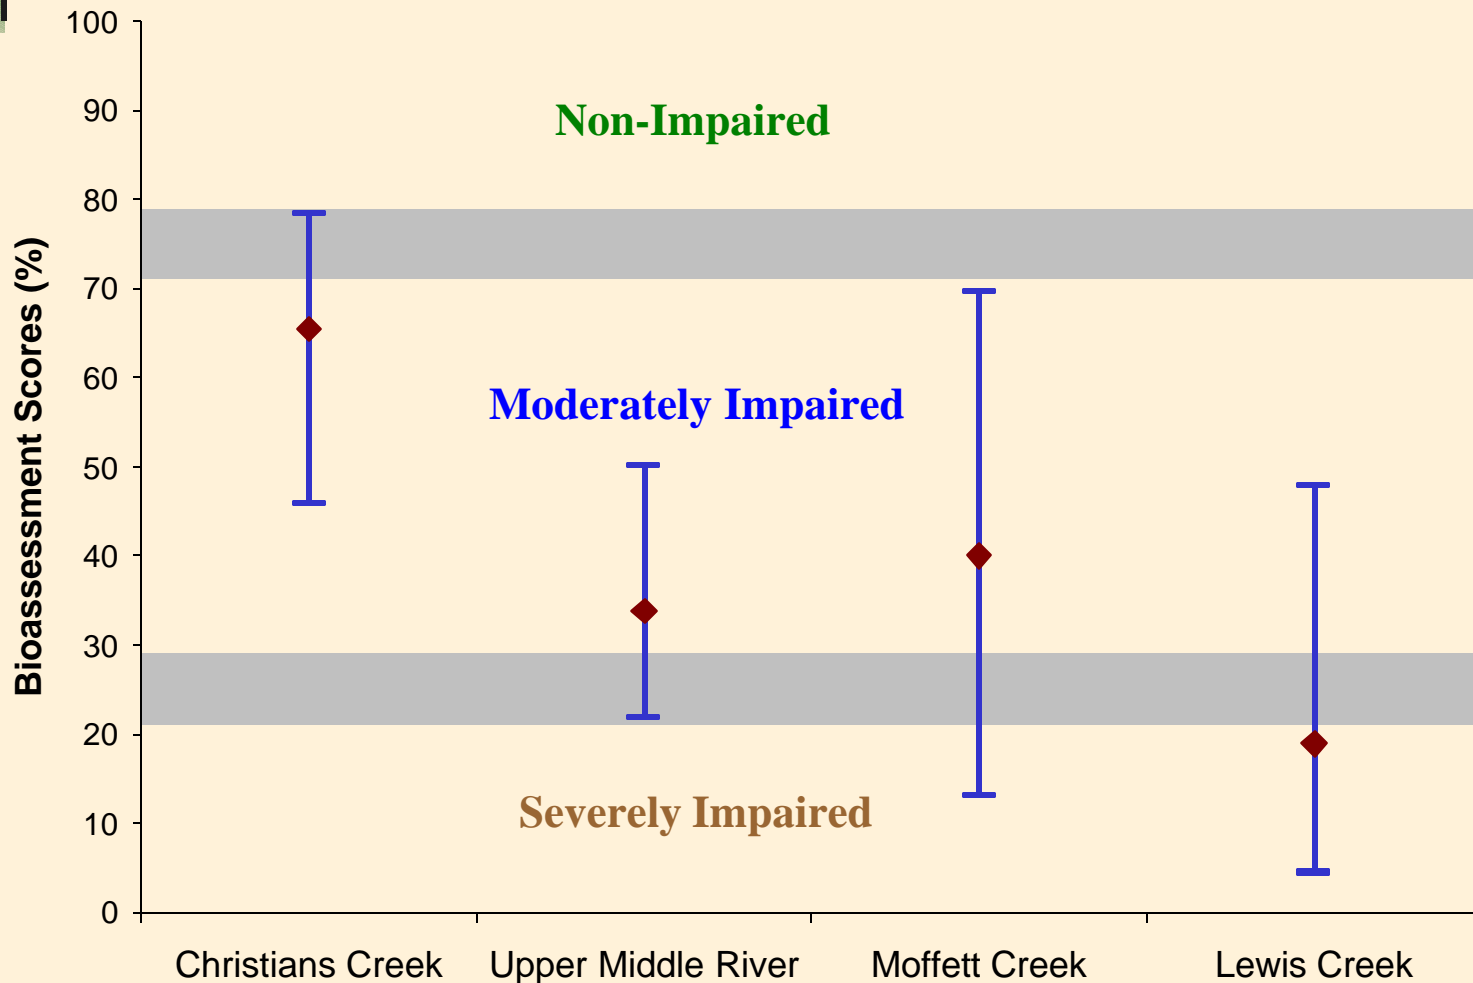 100
90
80
70
60
50
40
30
20
10
0
Bioassessment Scores (%)
Non-Impaired
Moderately Impaired
Severely Impaired
Christians Creek
Upper Middle River
Moffett Creek
Lewis Creek